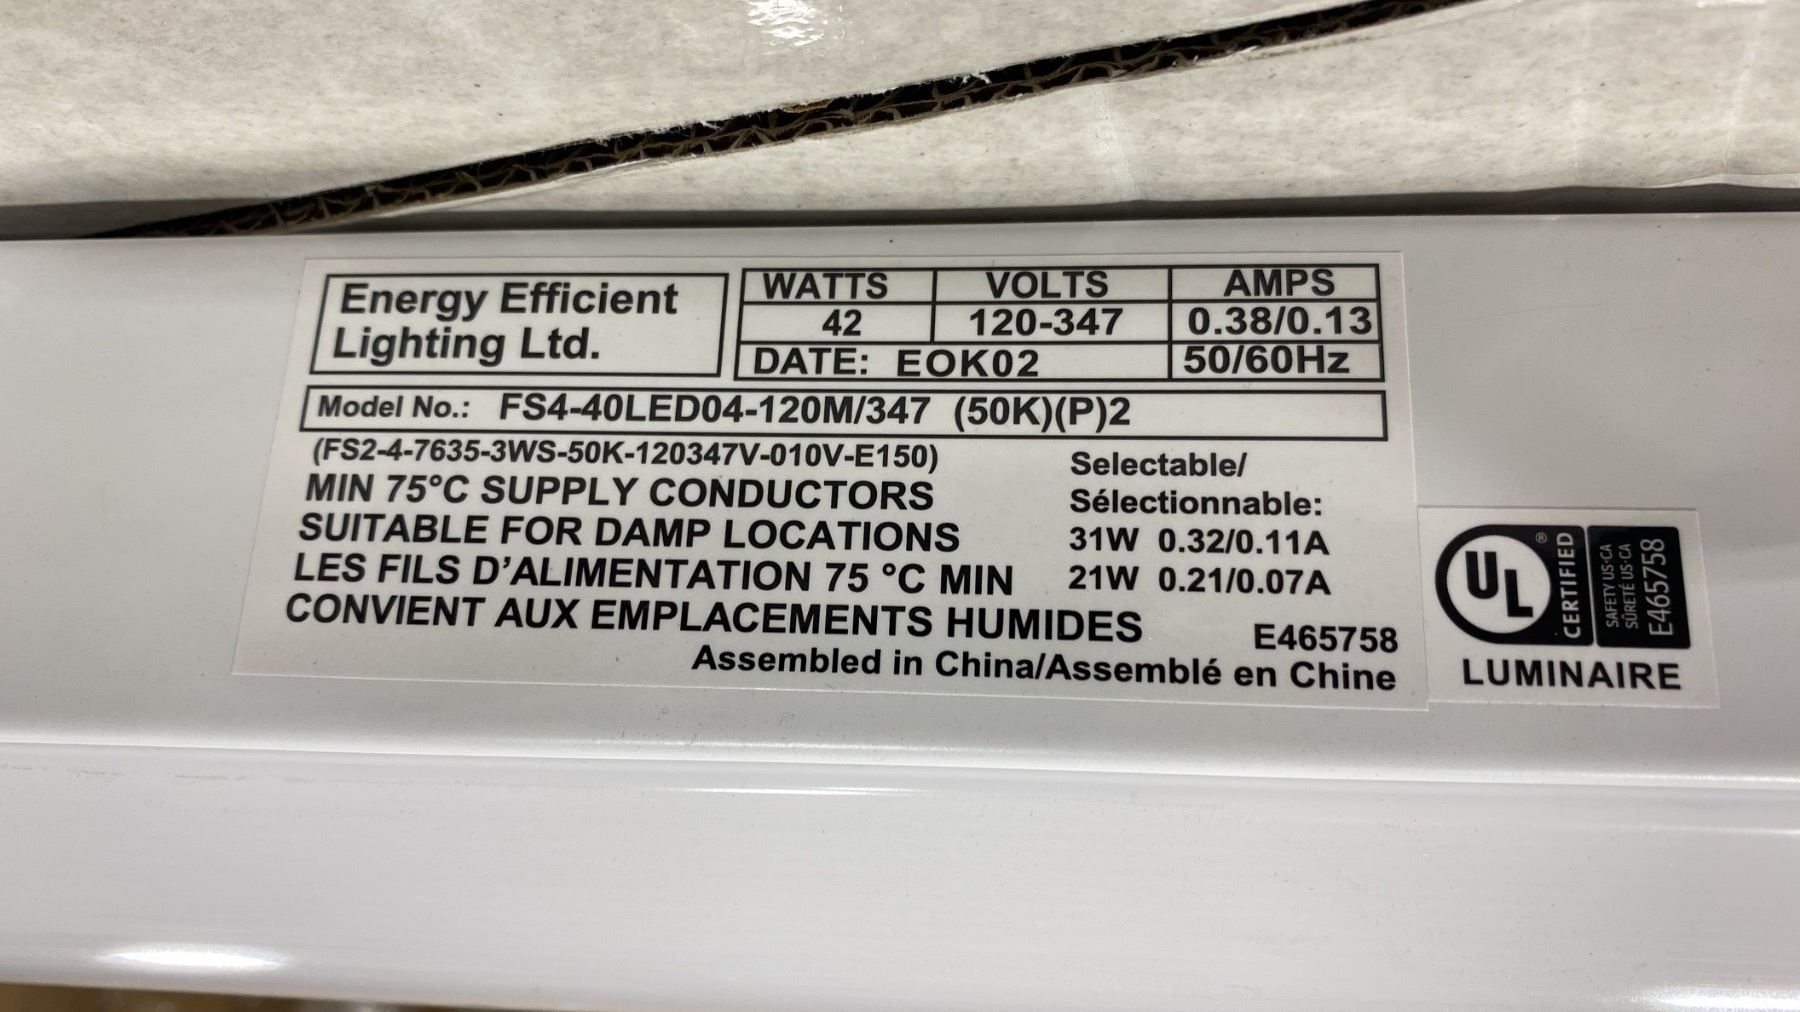 Energy Efficient
Lighting Ltd.
WATTS VOLTS AMPS
42 120-347 0.38/0.13
DATE: EOK02 50/60Hz
Model No.: FS4-40LED04-120M/347 (50K)(P)2
(FS2-4-7635-3WS-50K-120347V-010V-E150)
MIN 75°C SUPPLY CONDUCTORS
SUITABLE FOR DAMP LOCATIONS
LES FILS D'ALIMENTATION 75 °C MIN
CONVIENT AUX EMPLACEMENTS HUMIDES
Selectable/
Sélectionnable:
31W 0.32/0.11A
21W 0.21/0.07A
E465758
Assembled in China/Assemblé en Chine
UL ®
CERTIFIED
SAFETY US·CA
SÛRETÉ US·CA
E465758
LUMINAIRE